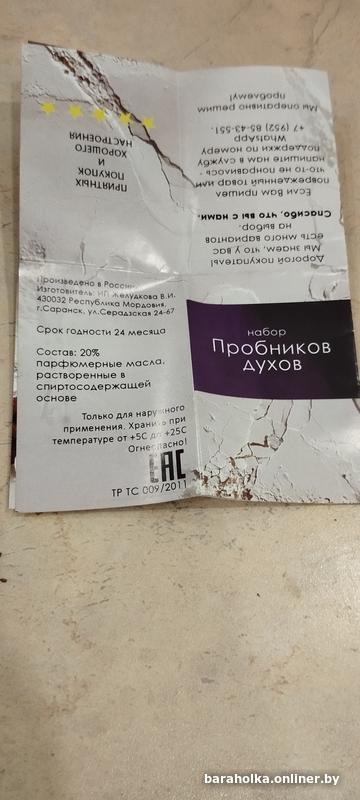 ПРИЯТНЫХ
ПОКУПОК
И
ХОРОШЕГО
НАСТРОЕНИЯ
Дорогой покупатель!
Мы знаем, что у вас
есть много вариантов
на выбор.
Спасибо, что вы с нами.
Если Вам пришел
поврежденный товар или
что-то не понравилось -
напишите нам в службу
поддержки по номеру
WhatsApp
+7 (952) 85-43-551.
Мы оперативно решим
проблему!
Произведено в России
Изготовитель: ИП Желудкова В.И.
430032 Республика Мордовия,
г.Саранск, ул.Серадзская 24-67
Срок годности 24 месяца
Состав: 20%
парфюмерные масла,
растворенные в
спиртосодержащей
основе
Только для наружного
применения. Хранить при
температуре от +5С до +25С
Огнеопасно!
ЕАС
ТР ТС 009/2011
набор
Пробников
духов
baraholka.onliner.by